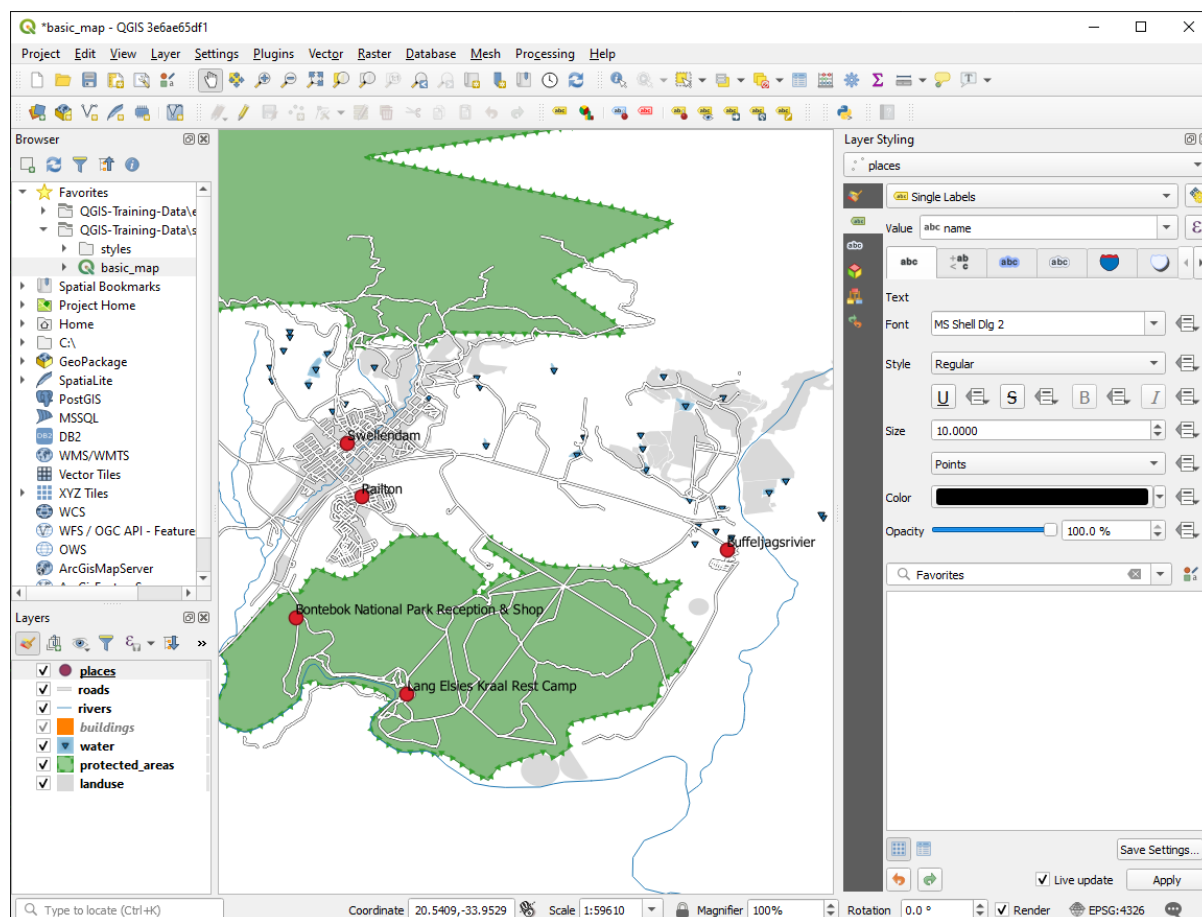 *basic_map - QGIS 3e6ae65df1
Project Edit View Layer Settings Plugins Vector Raster Database Mesh Processing Help
Browser
Favorites
QGIS-Training-Data\e
QGIS-Training-Data\s
styles
basic_map
Spatial Bookmarks
Project Home
Home
C:\
GeoPackage
SpatiaLite
PostGIS
MSSQL
DB2
WMS/WMTS
Vector Tiles
XYZ Tiles
WCS
WFS / OGC API - Feature
OWS
ArcGisMapServer
Layers
places
roads
rivers
buildings
water
protected_areas
landuse
Swellendam
Railton
Buffeljagsrivier
Bontebok National Park Reception & Shop
Lang Elsies Kraal Rest Camp
Layer Styling
places
Single Labels
Value abc name
abc +ab < c abc abc
Text
Font MS Shell Dlg 2
Style Regular
U S B I
Size 10.0000
Points
Color
Opacity 100.0 %
Favorites
Save Settings...
Live update Apply
Type to locate (Ctrl+K) Coordinate 20.5409,-33.9529 Scale 1:59610 Magnifier 100% Rotation 0.0 ° Render EPSG:4326